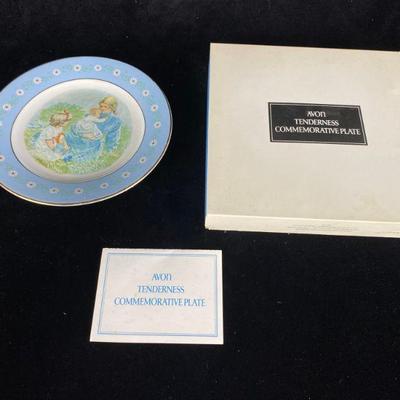 AVON
TENDERNESS
COMMEMORATIVE PLATE
AVON
TENDERNESS
COMMEMORATIVE PLATE